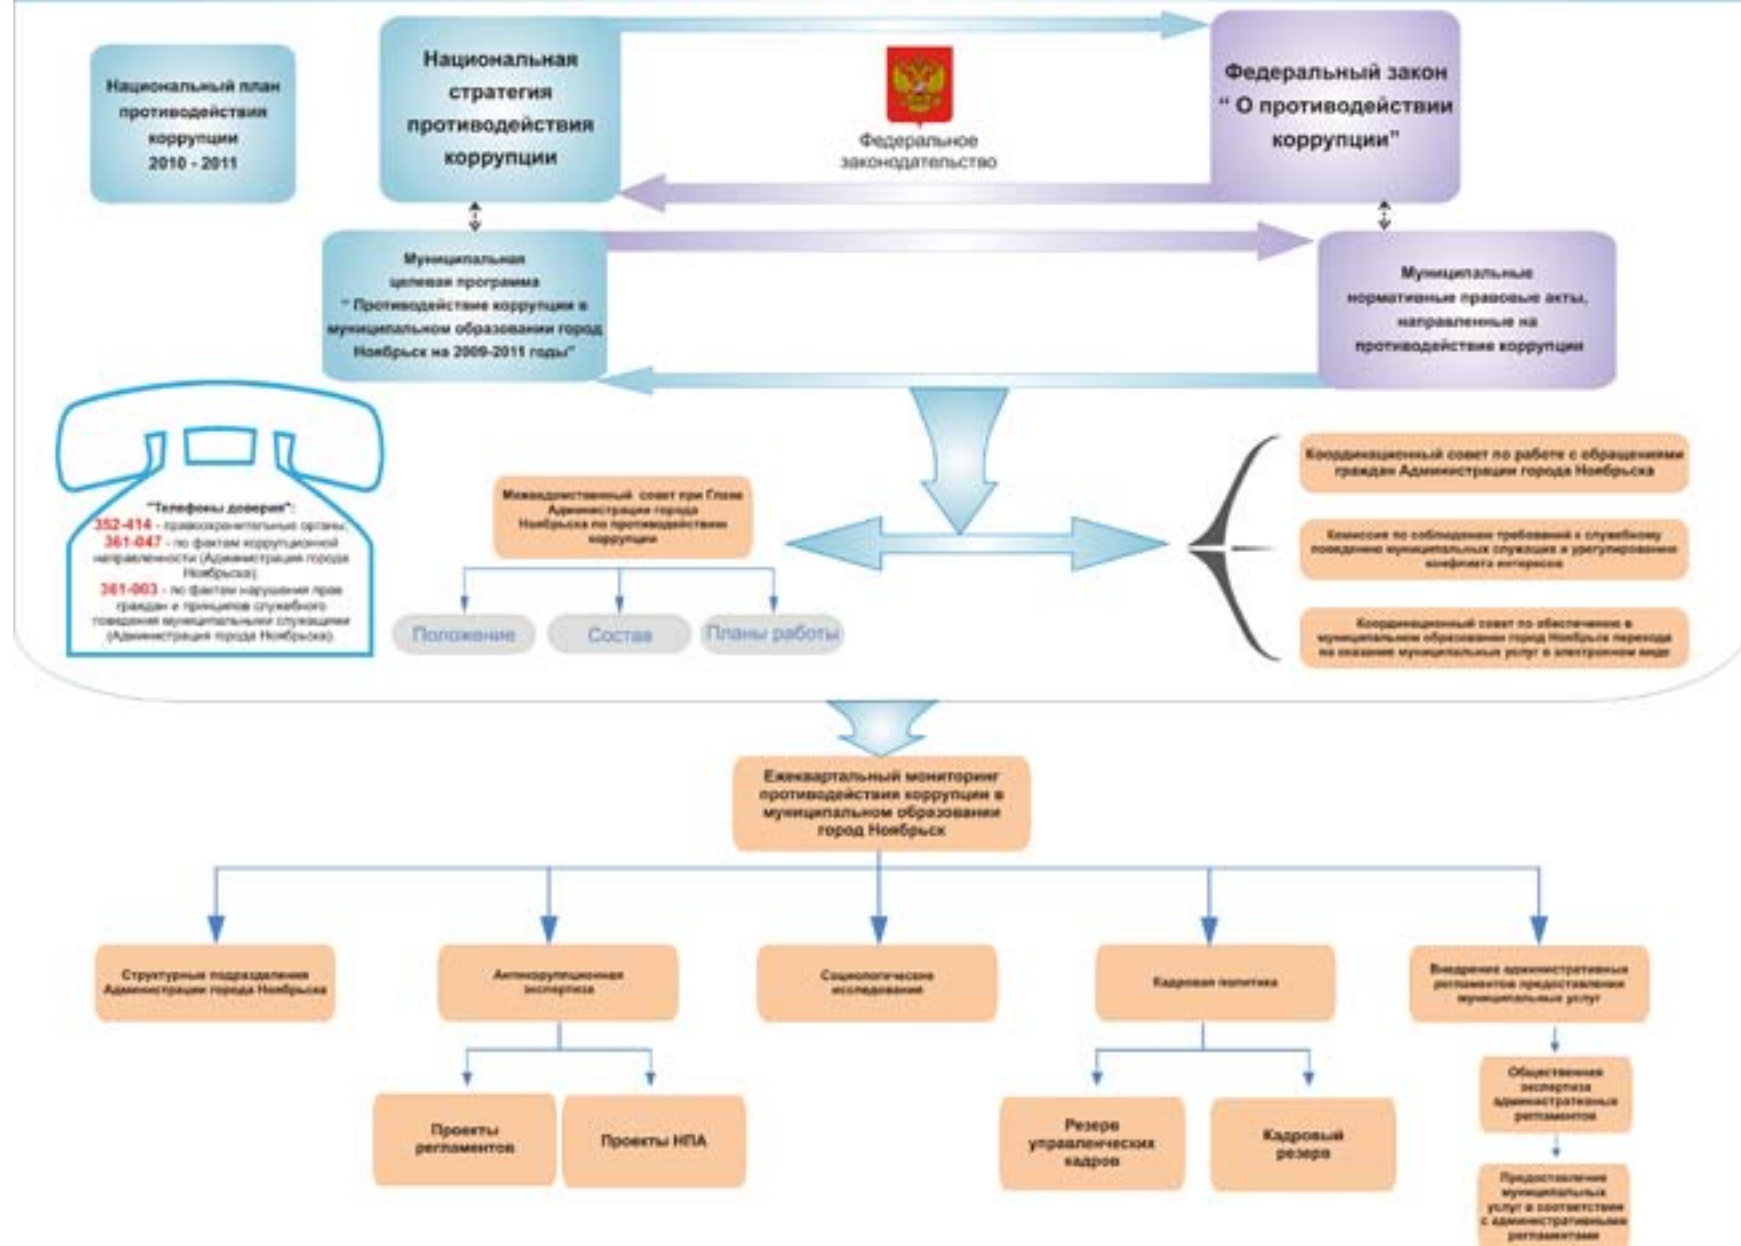 Национальный план
противодействия
коррупции
2010 - 2011
Национальная
стратегия
противодействия
коррупции
Федеральное
законодательство
Федеральный закон
“ О противодействии
коррупции”
Муниципальная
целевая программа
“ Противодействие коррупции в
муниципальном образовании город
Ноябрьск на 2009-2011 годы”
Муниципальные
нормативные правовые акты,
направленные на
противодействие коррупции
"Телефоны доверия":
352-414 - правоохранительные органы;
361-047 - по фактам коррупционной
направленности (Администрация города
Ноябрьска);
361-003 - по фактам нарушения прав
граждан и принципов служебного
поведения муниципальными служащими
(Администрация города Ноябрьска).
Межведомственный совет при Главе
Администрации города
Ноябрьска по противодействию
коррупции
Положение
Состав
Планы работы
Координационный совет по работе с обращениями
граждан Администрации города Ноябрьска
Комиссия по соблюдению требований к служебному
поведению муниципальных служащих и урегулированию
конфликта интересов
Координационный совет по обеспечению в
муниципальном образовании город Ноябрьск перехода
на оказание муниципальных услуг в электронном виде
Ежеквартальный мониторинг
противодействия коррупции в
муниципальном образовании
город Ноябрьск
Структурные подразделения
Администрации города Ноябрьска
Антикоррупционная
экспертиза
Социологические
исследования
Кадровая политика
Внедрение административных
регламентов предоставления
муниципальных услуг
Проекты
регламентов
Проекты НПА
Резерв
управленческих
кадров
Кадровый
резерв
Общественная
экспертиза
административных
регламентов
Предоставление
муниципальных
услуг в соответствии
с административными
регламентами